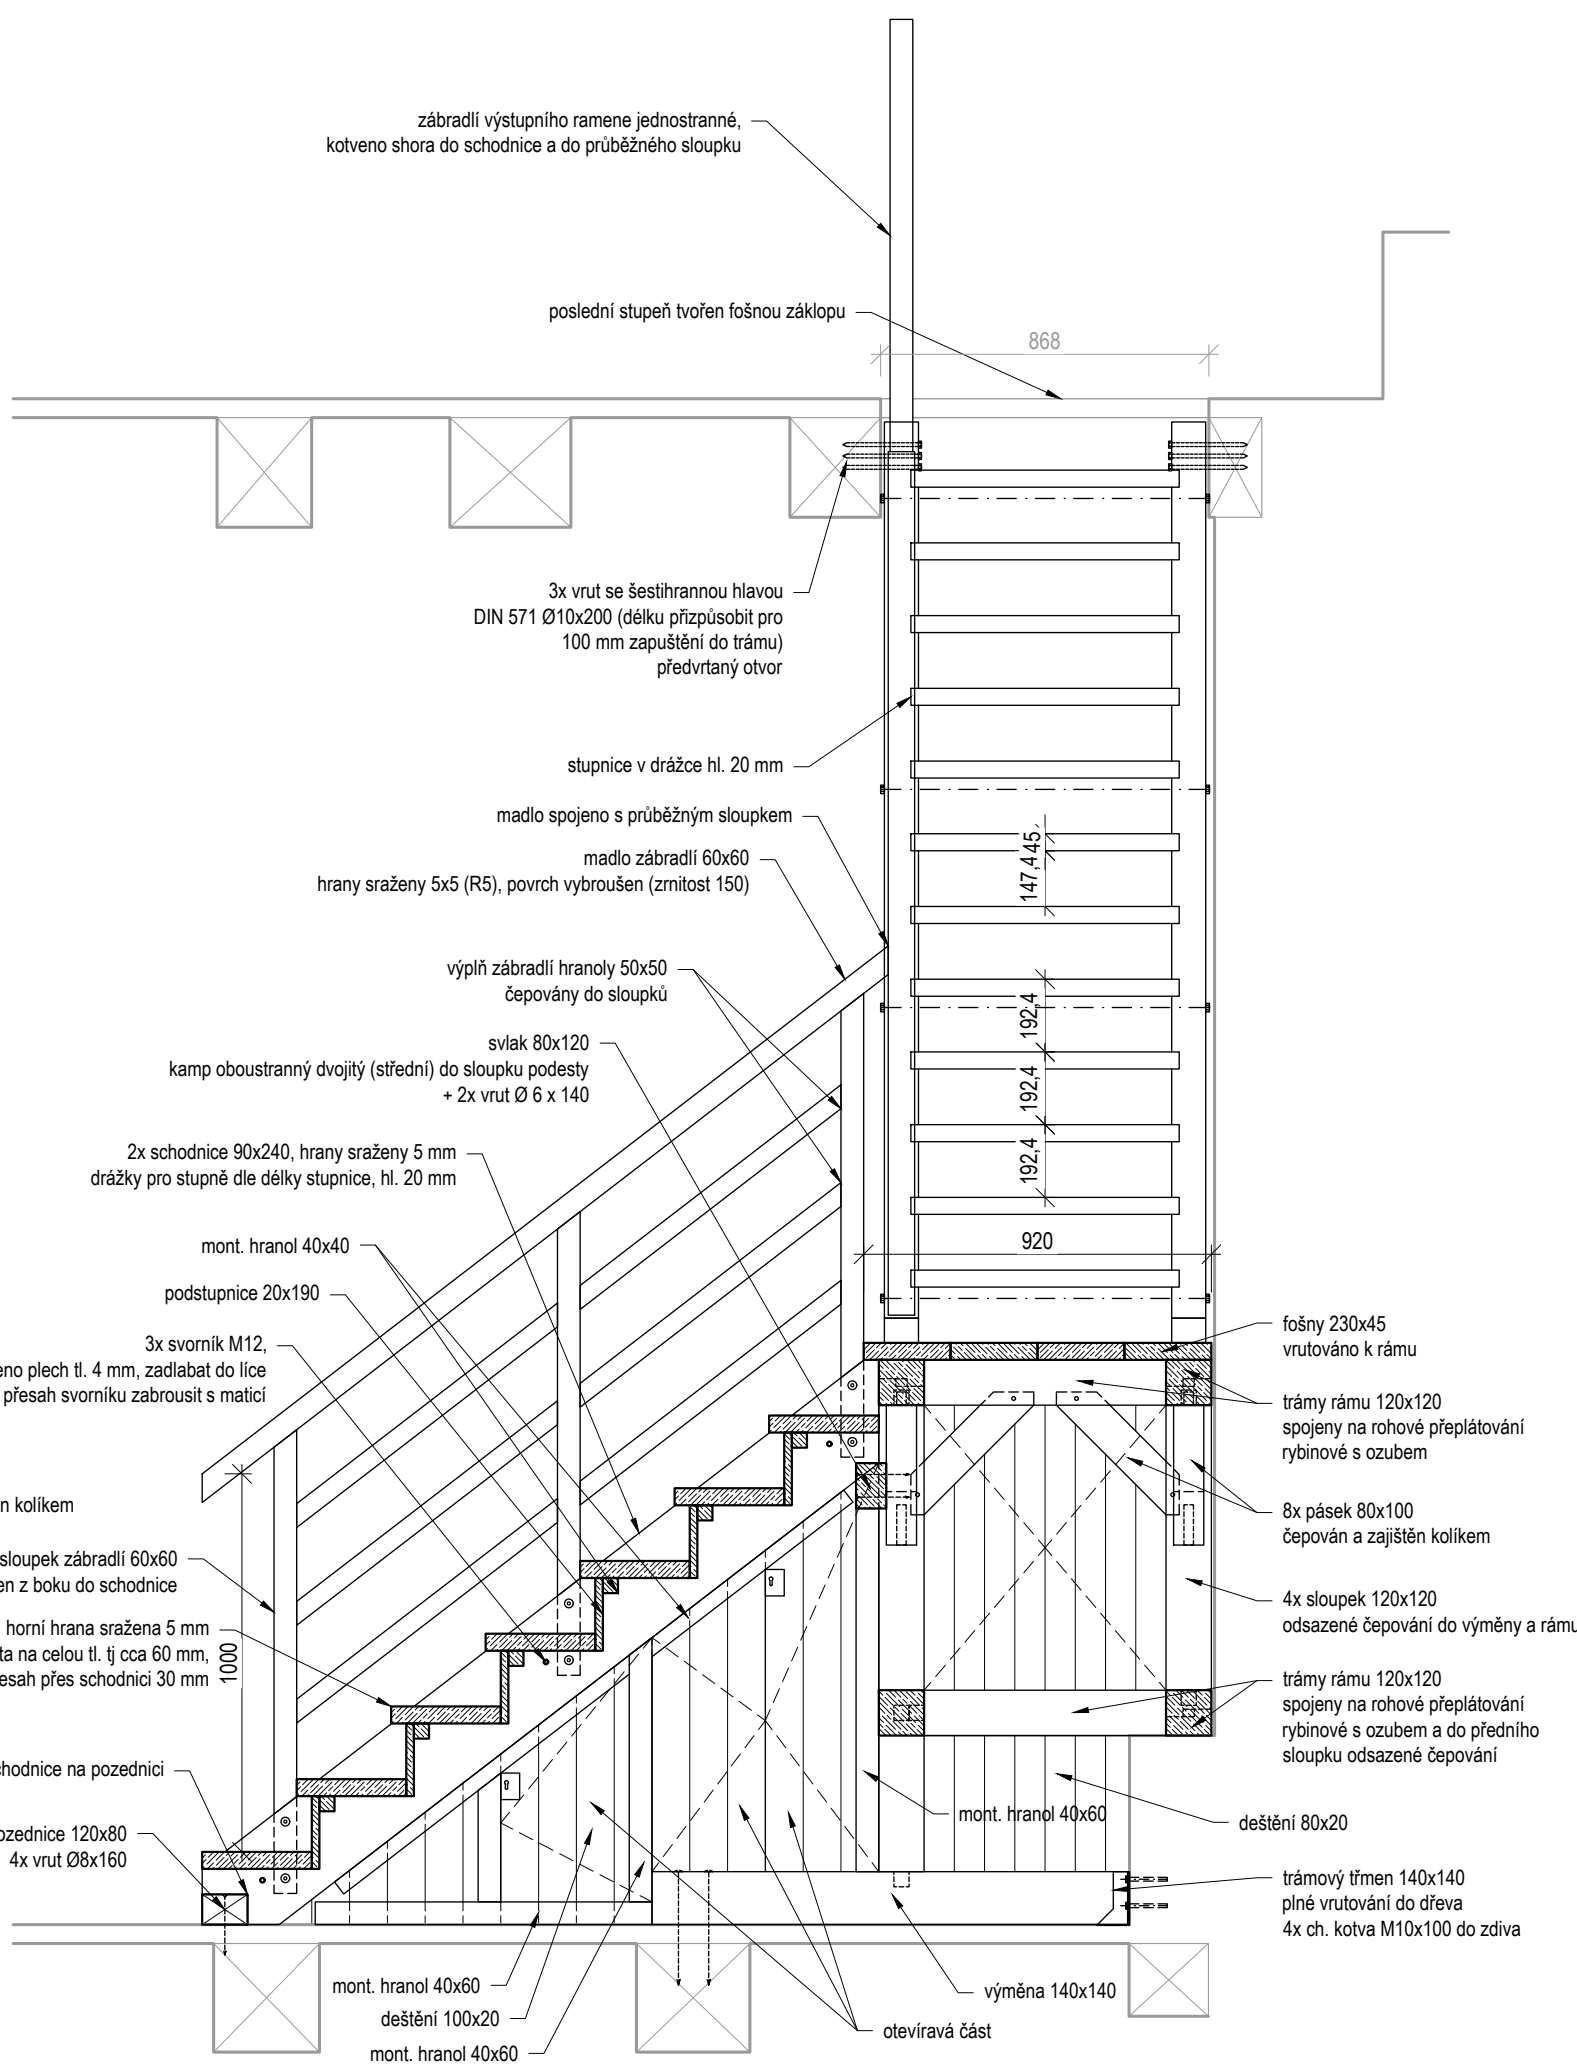 zábradlí výstupního ramene jednostranné,
kotveno shora do schodnice a do průběžného sloupku
poslední stupeň tvořen fošnou záklopu
868
3x vrut se šestihrannou hlavou
DIN 571 Ø10x200 (délku přizpůsobit pro
100 mm zapuštění do trámu)
předvrtaný otvor
stupnice v drážce hl. 20 mm
madlo spojeno s průběžným sloupkem
45
147,4
madlo zábradlí 60x60
hrany sraženy 5x5 (R5), povrch vybroušen (zrnitost 150)
výplň zábradlí hranoly 50x50
čepovány do sloupků
192,4
192,4
192,4
svlak 80x120
kamp oboustranný dvojitý (střední) do sloupku podesty
+ 2x vrut Ø 6 x 140
2x schodnice 90x240, hrany sraženy 5 mm
drážky pro stupně dle délky stupnice, hl. 20 mm
920
mont. hranol 40x40
podstupnice 20x190
3x svorník M12,
eno plech tl. 4 mm, zadlabat do líce
přesah svorníku zabrousit s maticí
fošny 230x45
vrutováno k rámu
trámy rámu 120x120
spojeny na rohové přeplátování
rybinové s ozubem
n kolíkem
8x pásek 80x100
čepován a zajištěn kolíkem
sloupek zábradlí 60x60
en z boku do schodnice
4x sloupek 120x120
odsazené čepování do výměny a rámu
horní hrana sražena 5 mm
ta na celou tl. tj cca 60 mm,
esah přes schodnici 30 mm
1000
trámy rámu 120x120
spojeny na rohové přeplátování
rybinové s ozubem a do předního
sloupku odsazené čepování
chodnice na pozednici
mont. hranol 40x60
deštění 80x20
ozednice 120x80
4x vrut Ø8x160
trámový třmen 140x140
plné vrutování do dřeva
4x ch. kotva M10x100 do zdiva
mont. hranol 40x60
výměna 140x140
deštění 100x20
otevíravá část
mont. hranol 40x60